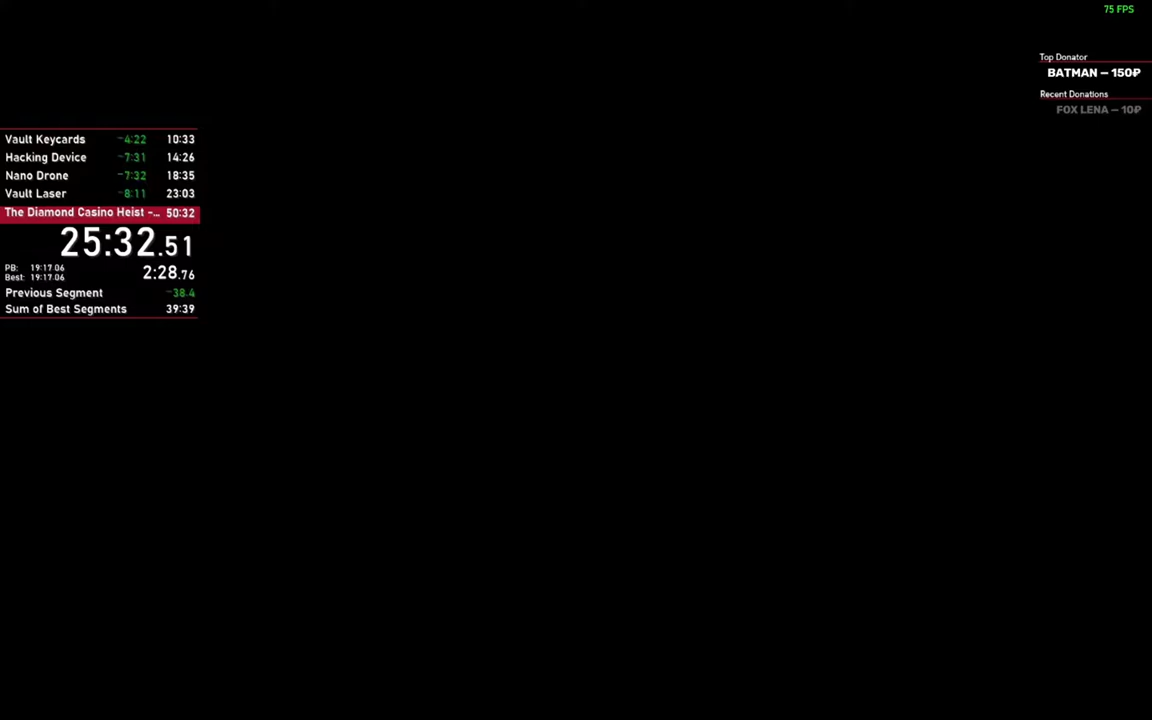 75 FPS
Top Donator
BATMAN — 150₽
Recent Donations
FOX LENA — 10₽
Vault Keycards −4:22 10:33
Hacking Device −7:31 14:26
Nano Drone −7:32 18:35
Vault Laser −8:11 23:03
The Diamond Casino Heist -... 50:32
25:32.51
PB: 19:17.06
Best: 19:17.06
2:28.76
Previous Segment −38.4
Sum of Best Segments 39:39